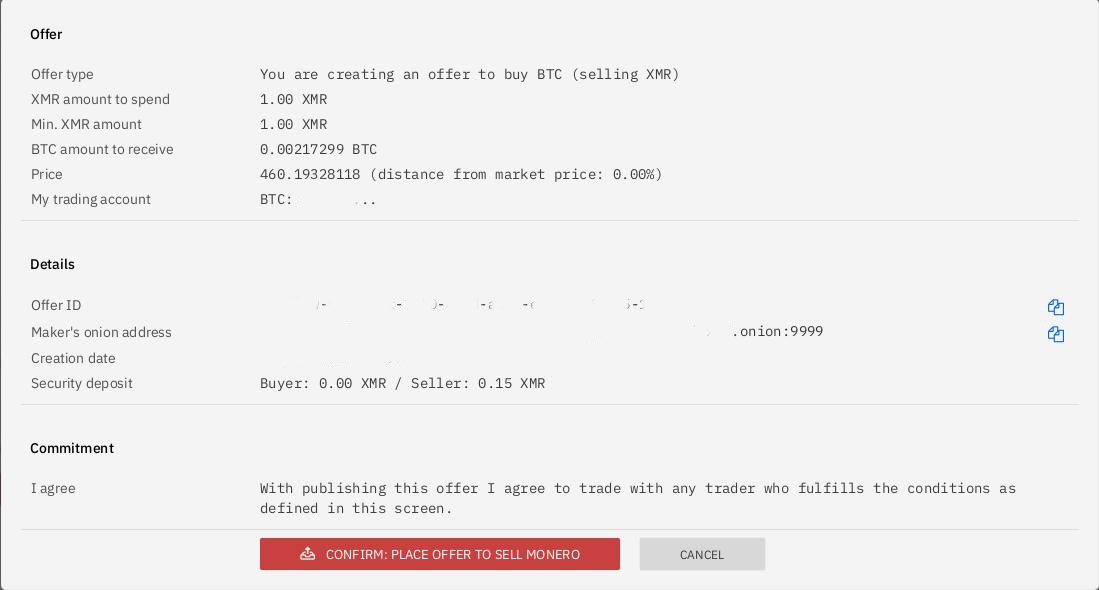 Offer
Offer type You are creating an offer to buy BTC (selling XMR)
XMR amount to spend 1.00 XMR
Min. XMR amount 1.00 XMR
BTC amount to receive 0.00217299 BTC
Price 460.19328118 (distance from market price: 0.00%)
My trading account BTC: ...
Details
Offer ID
Maker's onion address .onion:9999
Creation date
Security deposit Buyer: 0.00 XMR / Seller: 0.15 XMR
Commitment
I agree With publishing this offer I agree to trade with any trader who fulfills the conditions as
defined in this screen.
CONFIRM: PLACE OFFER TO SELL MONERO CANCEL